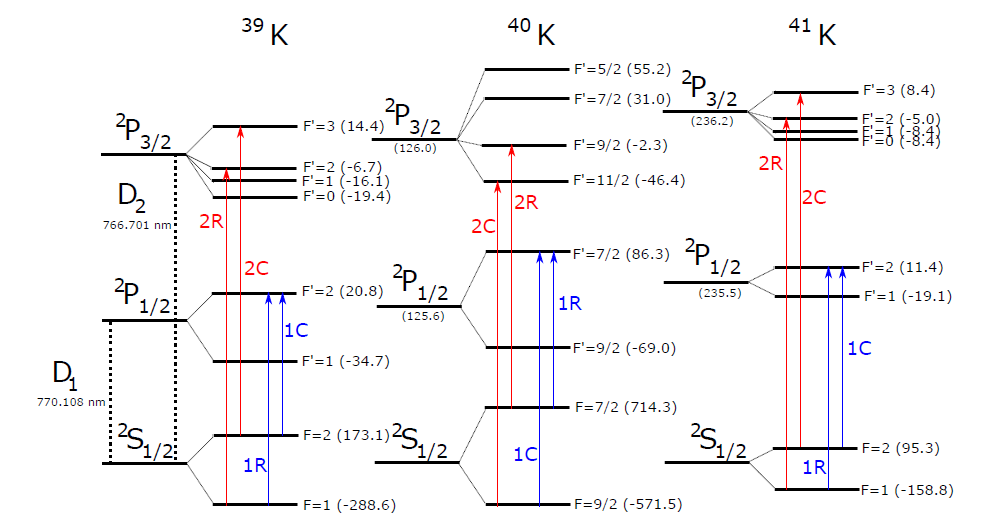 39K
40K
41K
2P3/2
D2
766.701 nm
2P1/2
D1
770.108 nm
2S1/2
F'=3 (14.4)
F'=2 (-6.7)
F'=1 (-16.1)
F'=0 (-19.4)
2R
2C
F'=2 (20.8)
1C
F'=1 (-34.7)
F=2 (173.1)
1R
F=1 (-288.6)
2P3/2
(126.0)
F'=5/2 (55.2)
F'=7/2 (31.0)
F'=9/2 (-2.3)
F'=11/2 (-46.4)
2R
2C
2P1/2
(125.6)
F'=7/2 (86.3)
1R
F'=9/2 (-69.0)
2S1/2
F=7/2 (714.3)
1C
F=9/2 (-571.5)
2P3/2
(236.2)
F'=3 (8.4)
F'=2 (-5.0)
F'=1 (-8.4)
F'=0 (-8.4)
2R
2C
2P1/2
(235.5)
F'=2 (11.4)
F'=1 (-19.1)
1C
2S1/2
F=2 (95.3)
1R
F=1 (-158.8)